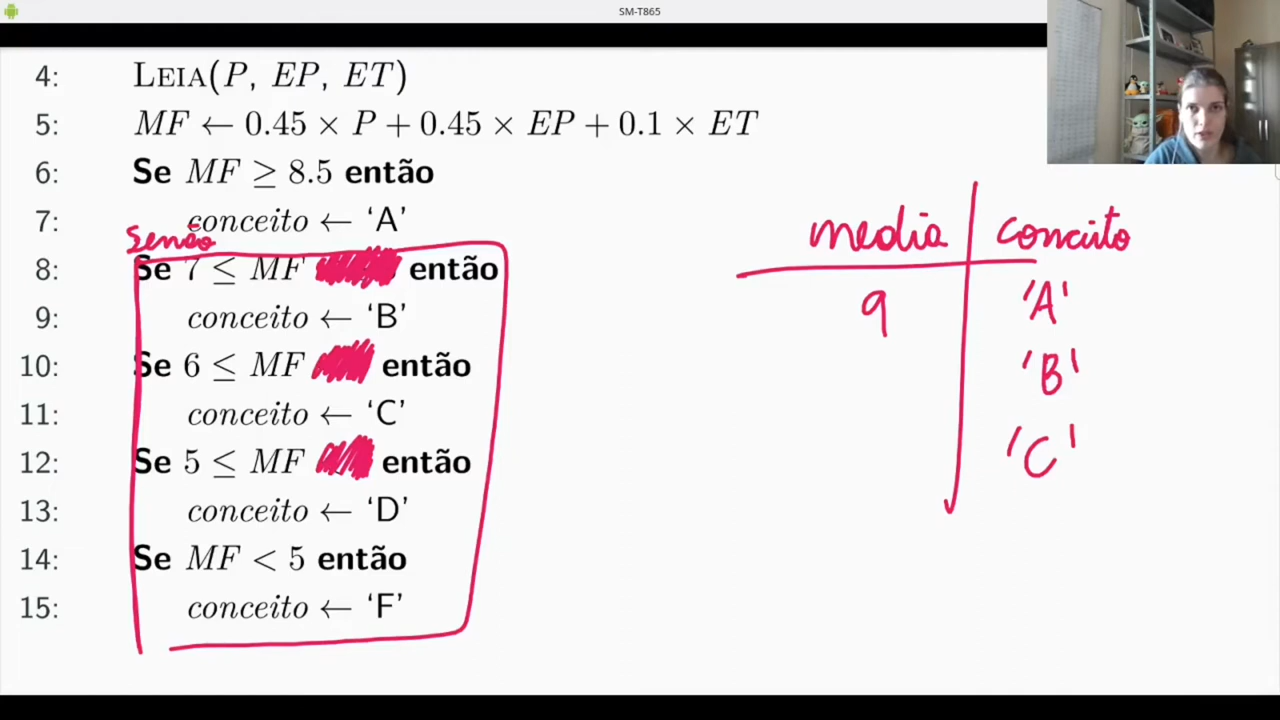 SM-T865
4: LEIA(P, EP, ET)
5: MF ← 0.45 × P + 0.45 × EP + 0.1 × ET
6: Se MF ≥ 8.5 então
7: conceito ← ‘A’
senão
8: Se 7 ≤ MF então
9: conceito ← ‘B’
10: Se 6 ≤ MF então
11: conceito ← ‘C’
12: Se 5 ≤ MF então
13: conceito ← ‘D’
14: Se MF < 5 então
15: conceito ← ‘F’
media conceito
9 'A'
'B'
'C'